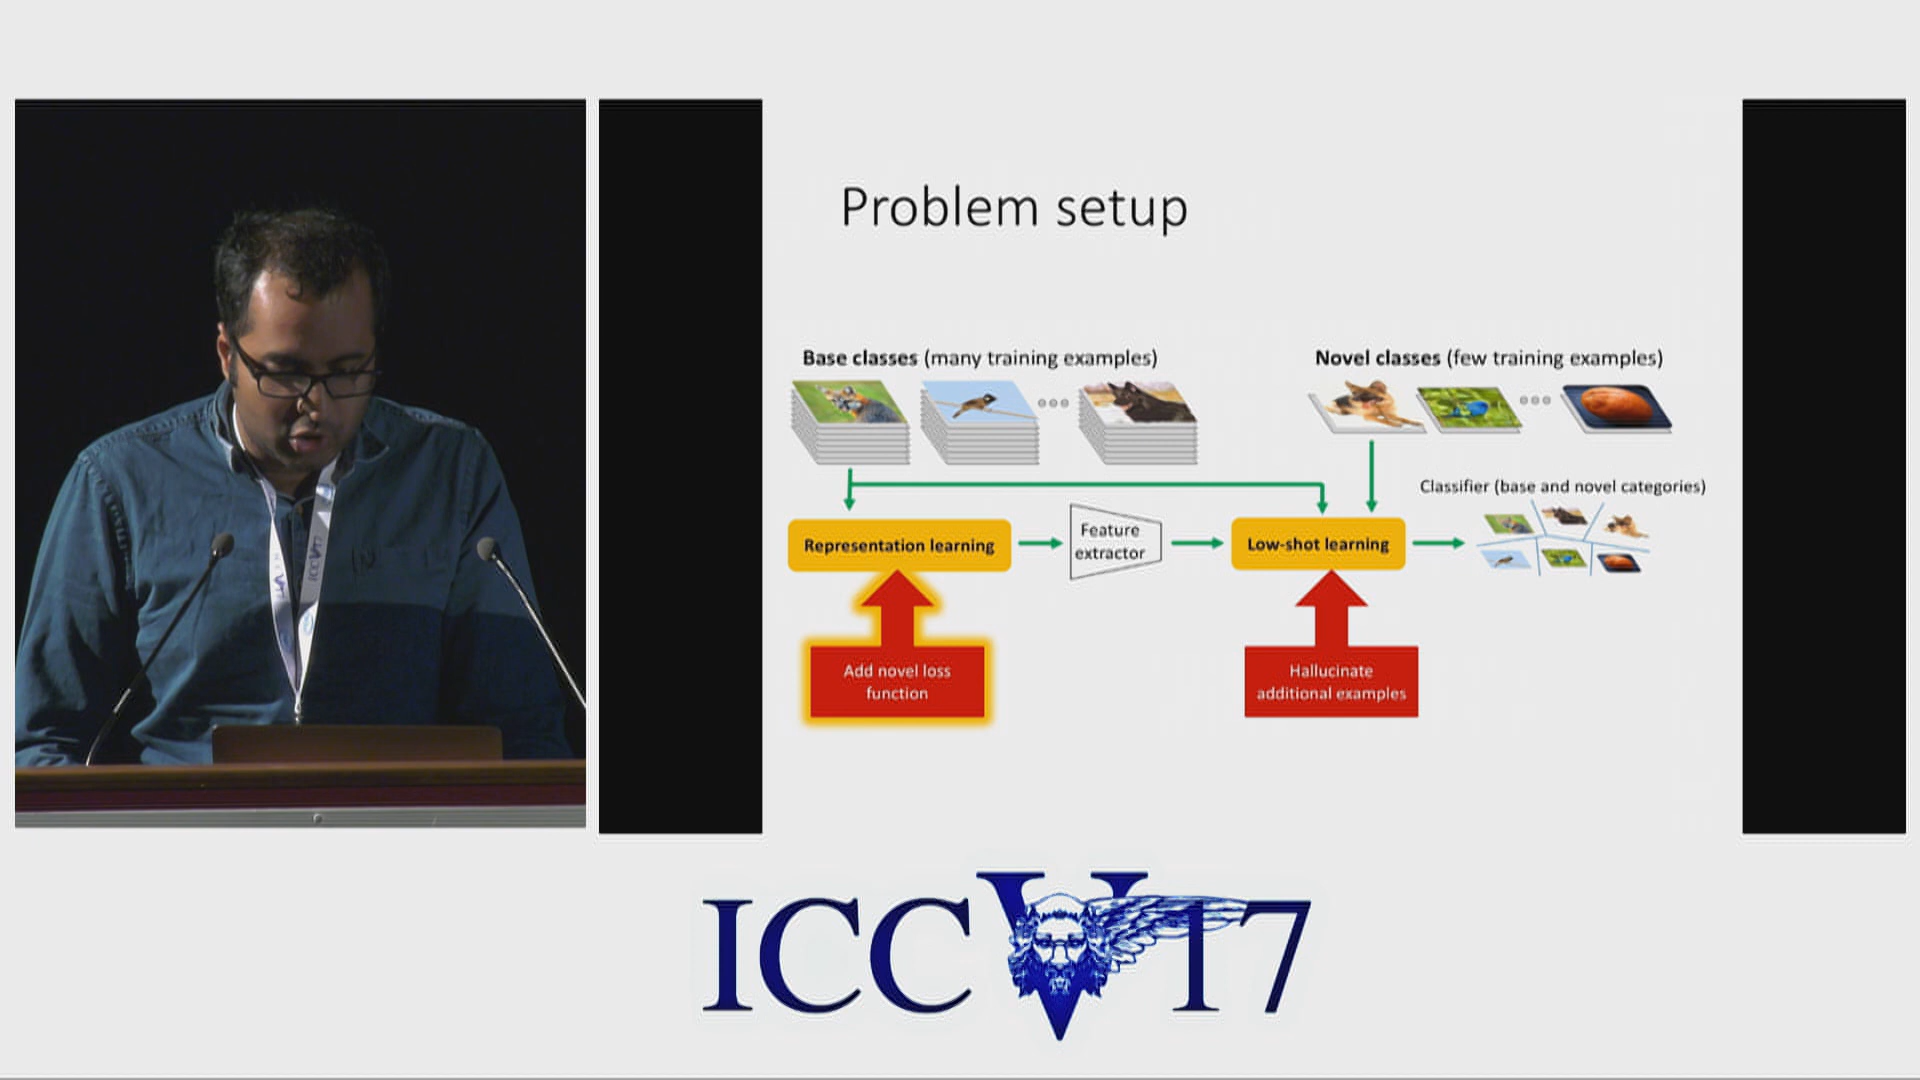 Problem setup
Base classes (many training examples)
Novel classes (few training examples)
Classifier (base and novel categories)
Representation learning
Feature
extractor
Low-shot learning
Add novel loss
function
Hallucinate
additional examples
ICCV17